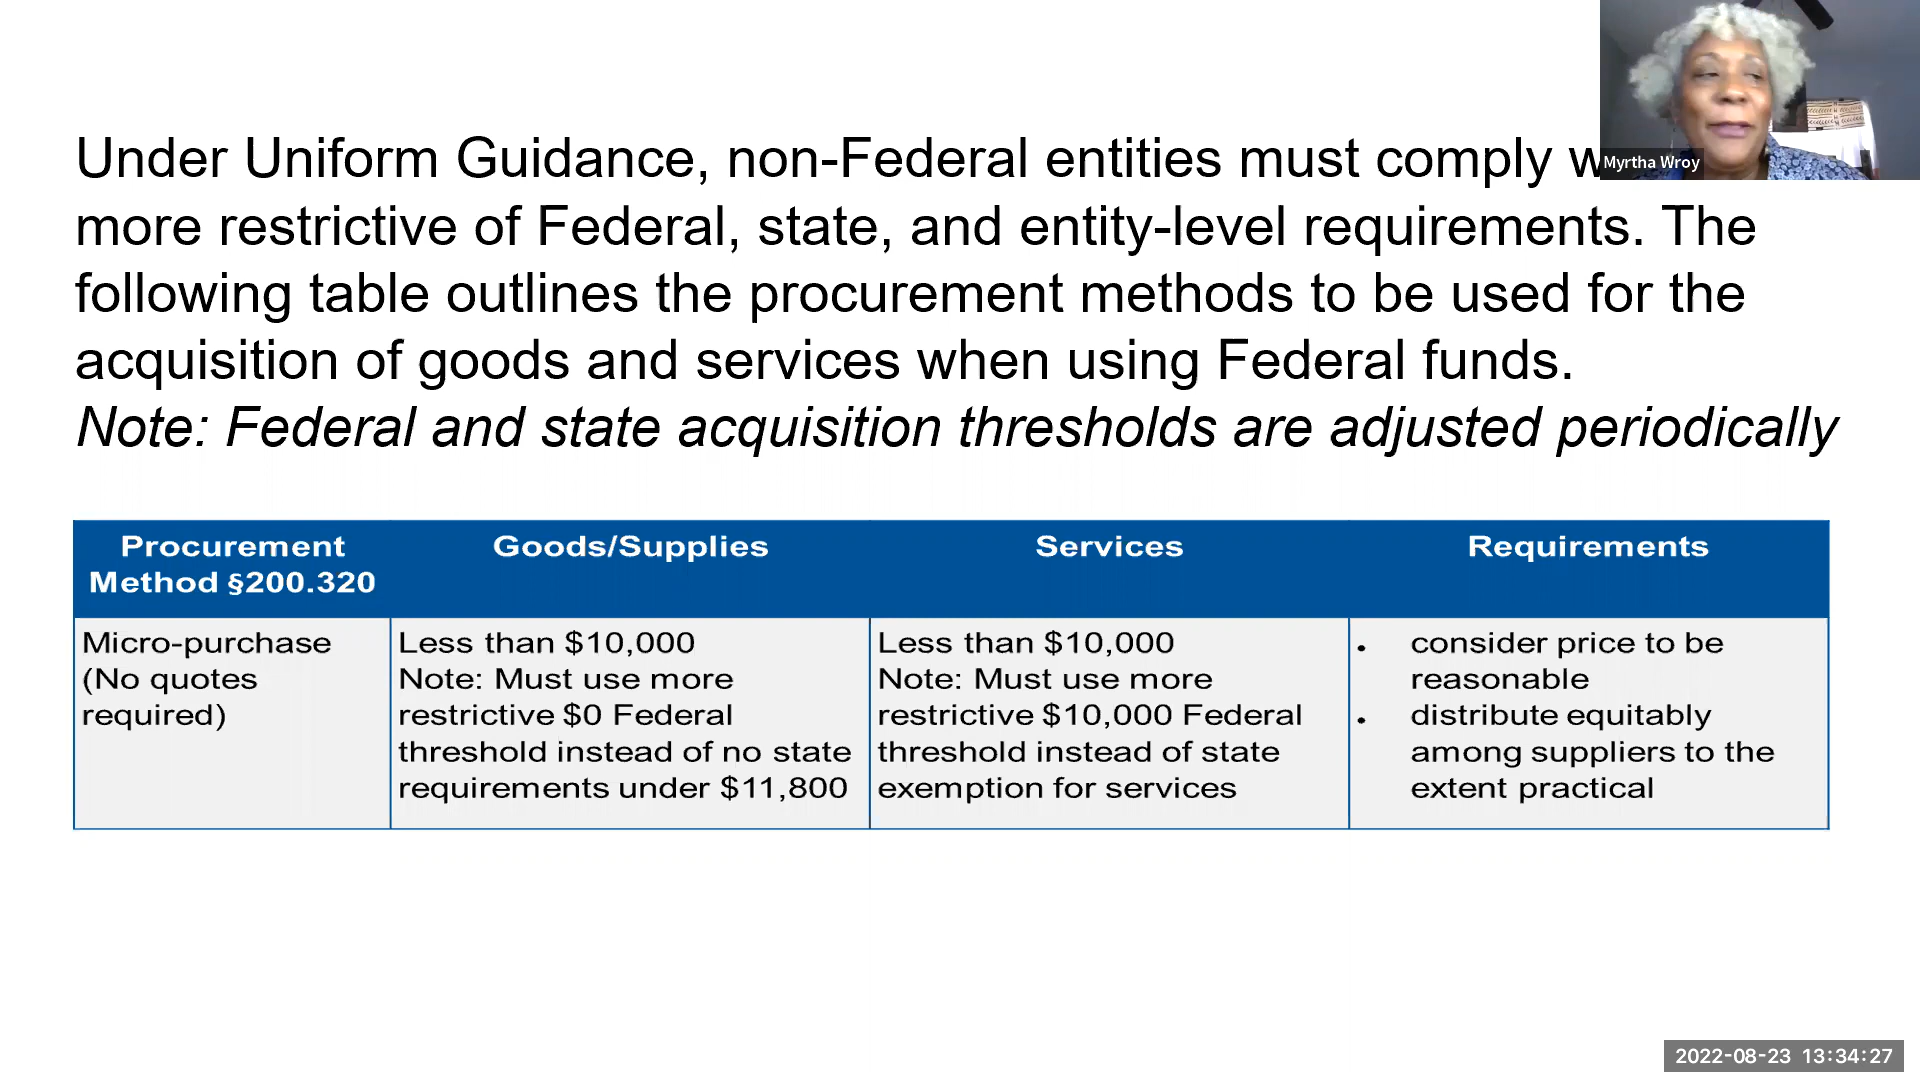 Under Uniform Guidance, non-Federal entities must comply
more restrictive of Federal, state, and entity-level requirements. The
following table outlines the procurement methods to be used for the
acquisition of goods and services when using Federal funds.
Note: Federal and state acquisition thresholds are adjusted periodically
Myrtha Wroy
Procurement
Method §200.320
Goods/Supplies
Services
Requirements
Micro-purchase
(No quotes
required)
Less than $10,000
Note: Must use more
restrictive $0 Federal
threshold instead of no state
requirements under $11,800
Less than $10,000
Note: Must use more
restrictive $10,000 Federal
threshold instead of state
exemption for services
• consider price to be
reasonable
• distribute equitably
among suppliers to the
extent practical
2022-08-23 13:34:27